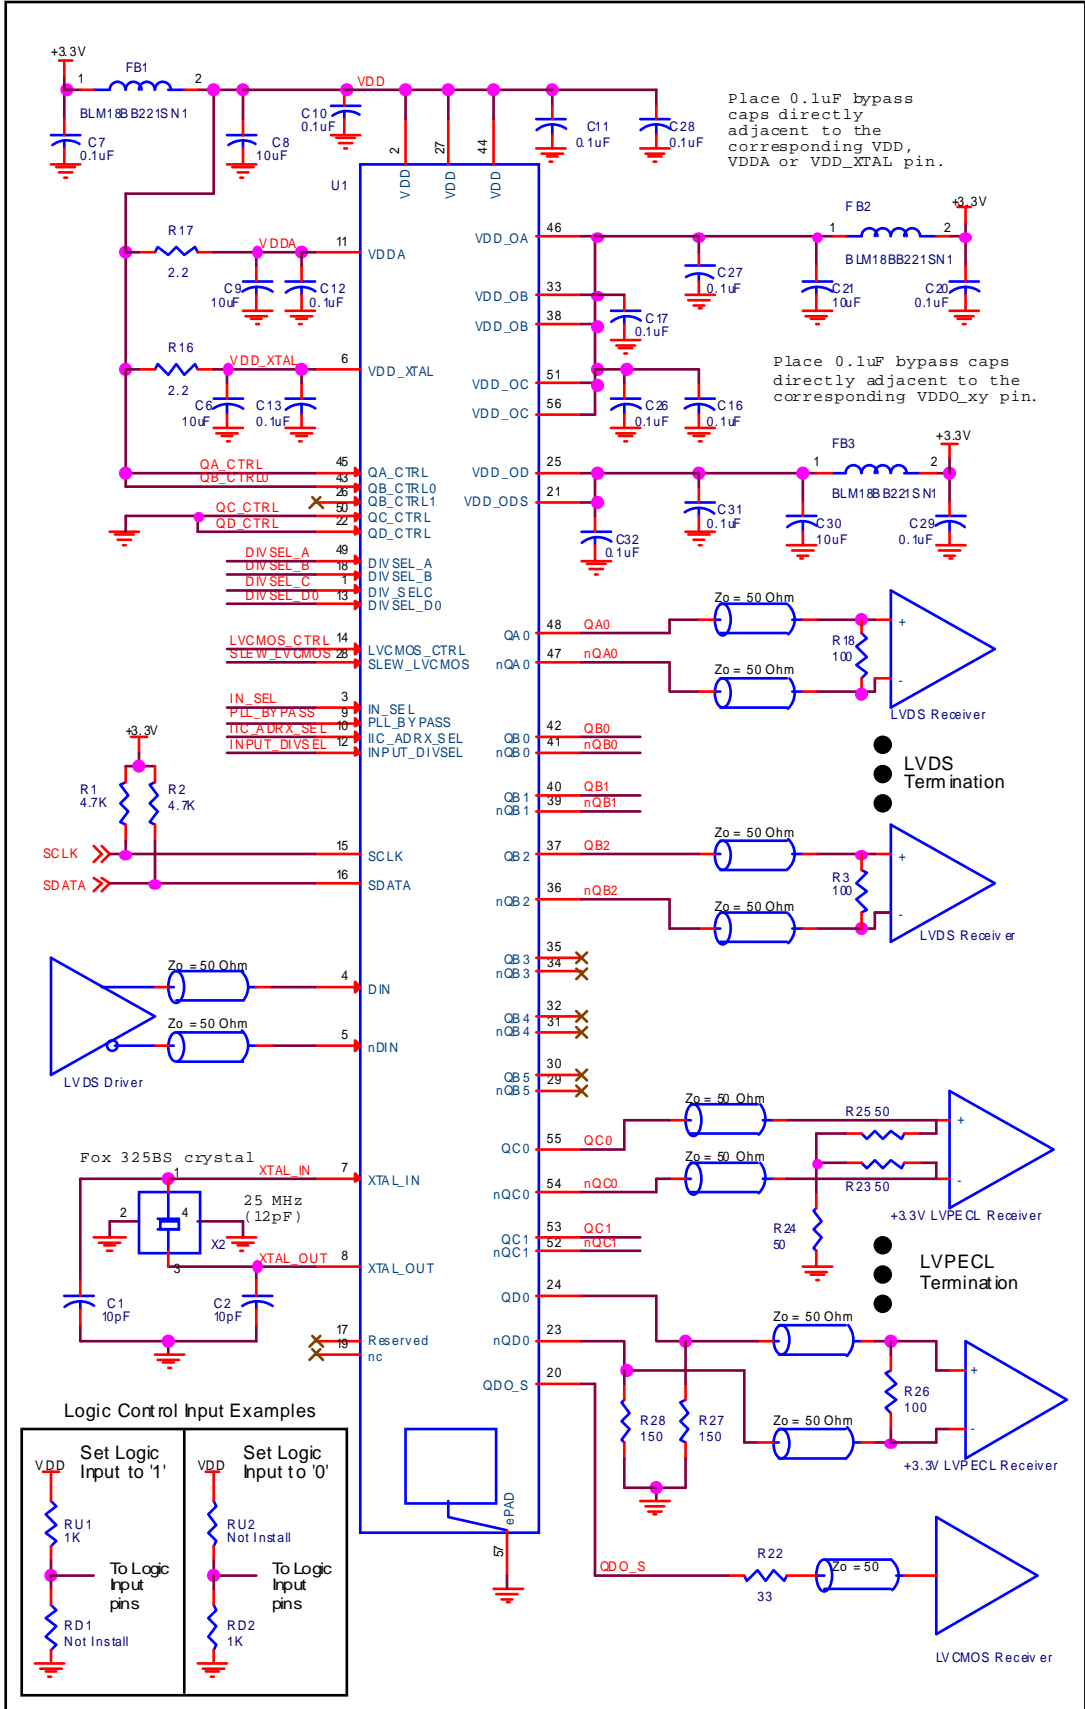 +3.3V
1
FB1
2
BLM18BB221SN1
VDD
C7
0.1uF
C8
10uF
C10
0.1uF
C11
0.1uF
C28
0.1uF
Place 0.1uF bypass
caps directly
adjacent to the
corresponding VDD,
VDDA or VDD_XTAL pin.
U1
2
27
44
VDD
VDD
VDD
R17
2.2
VDDA
11
VDDA
C9
10uF
C12
0.1uF
R16
2.2
VDD_XTAL
6
VDD_XTAL
C6
10uF
C13
0.1uF
46
VDD_OA
33
VDD_OB
38
VDD_OB
51
VDD_OC
56
VDD_OC
C27
0.1uF
C17
0.1uF
C26
0.1uF
C16
0.1uF
1
FB2
2
BLM18BB221SN1
+3.3V
C21
10uF
C20
0.1uF
Place 0.1uF bypass caps
directly adjacent to the
corresponding VDDO_xy pin.
25
VDD_OD
21
VDD_ODS
C32
0.1uF
C31
0.1uF
C30
10uF
C29
0.1uF
1
FB3
2
BLM18BB221SN1
+3.3V
QA_CTRL
45
QA_CTRL
QB_CTRL0
43
QB_CTRL0
26
QB_CTRL1
QC_CTRL
50
QC_CTRL
QD_CTRL
22
QD_CTRL
DIVSEL_A
49
DIVSEL_A
DIVSEL_B
18
DIVSEL_B
DIVSEL_C
1
DIV_SELC
DIVSEL_D0
13
DIVSEL_D0
LVCMOS_CTRL
14
LVCMOS_CTRL
SLEW_LVCMOS
28
SLEW_LVCMOS
IN_SEL
3
IN_SEL
PLL_BYPASS
9
PLL_BYPASS
IIC_ADRX_SEL
10
IIC_ADRX_SEL
INPUT_DIVSEL
12
INPUT_DIVSEL
+3.3V
R1
4.7K
R2
4.7K
SCLK
15
SCLK
SDATA
16
SDATA
Zo = 50 Ohm
4
DIN
Zo = 50 Ohm
5
nDIN
LVDS Driver
Fox 325BS crystal
1
XTAL_IN
7
XTAL_IN
2
4
25 MHz
(12pF)
X2
3
XTAL_OUT
8
XTAL_OUT
C1
10pF
C2
10pF
17
Reserved
19
nc
QA0
48
QA0
Zo = 50 Ohm
nQA0
47
nQA0
Zo = 50 Ohm
R18
100
+
-
LVDS Receiver
QB0
42
QB0
nQB0
41
nQB0
LVDS
Termination
QB1
40
QB1
nQB1
39
nQB1
QB2
37
QB2
Zo = 50 Ohm
nQB2
36
nQB2
Zo = 50 Ohm
R3
100
+
-
LVDS Receiver
QB3
35
nQB3
34
QB4
32
nQB4
31
QB5
30
nQB5
29
QC0
55
QC0
Zo = 50 Ohm
nQC0
54
nQC0
Zo = 50 Ohm
R25 50
R23 50
R24
50
+
-
+3.3V LVPECL Receiver
QC1
53
QC1
nQC1
52
nQC1
LVPECL
Termination
QD0
24
nQD0
23
QDO_S
20
R28
150
R27
150
Zo = 50 Ohm
Zo = 50 Ohm
R26
100
+
-
+3.3V LVPECL Receiver
ePAD
57
QDO_S
R22
33
Zo = 50
LVCMOS Receiver
Logic Control Input Examples
Set Logic
Input to '1'
VDD
RU1
1K
To Logic
Input
pins
RD1
Not Install
Set Logic
Input to '0'
VDD
RU2
Not Install
To Logic
Input
pins
RD2
1K